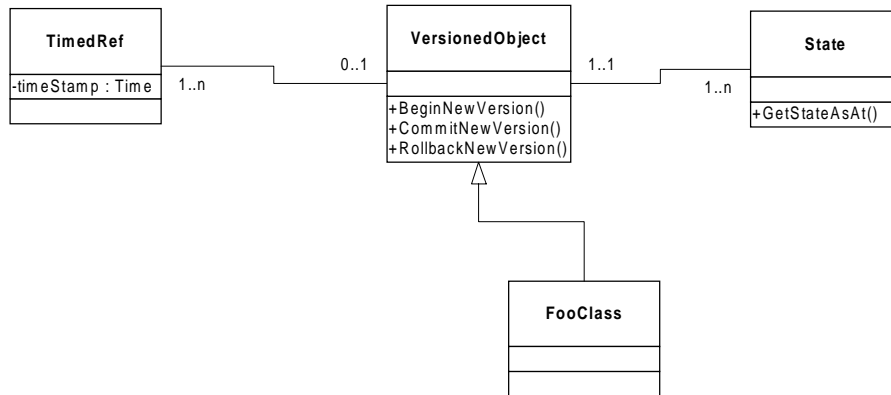 TimedRef
-timeStamp : Time
1..n
0..1
VersionedObject
+BeginNewVersion()
+CommitNewVersion()
+RollbackNewVersion()
1..1
1..n
State
+GetStateAsAt()
FooClass